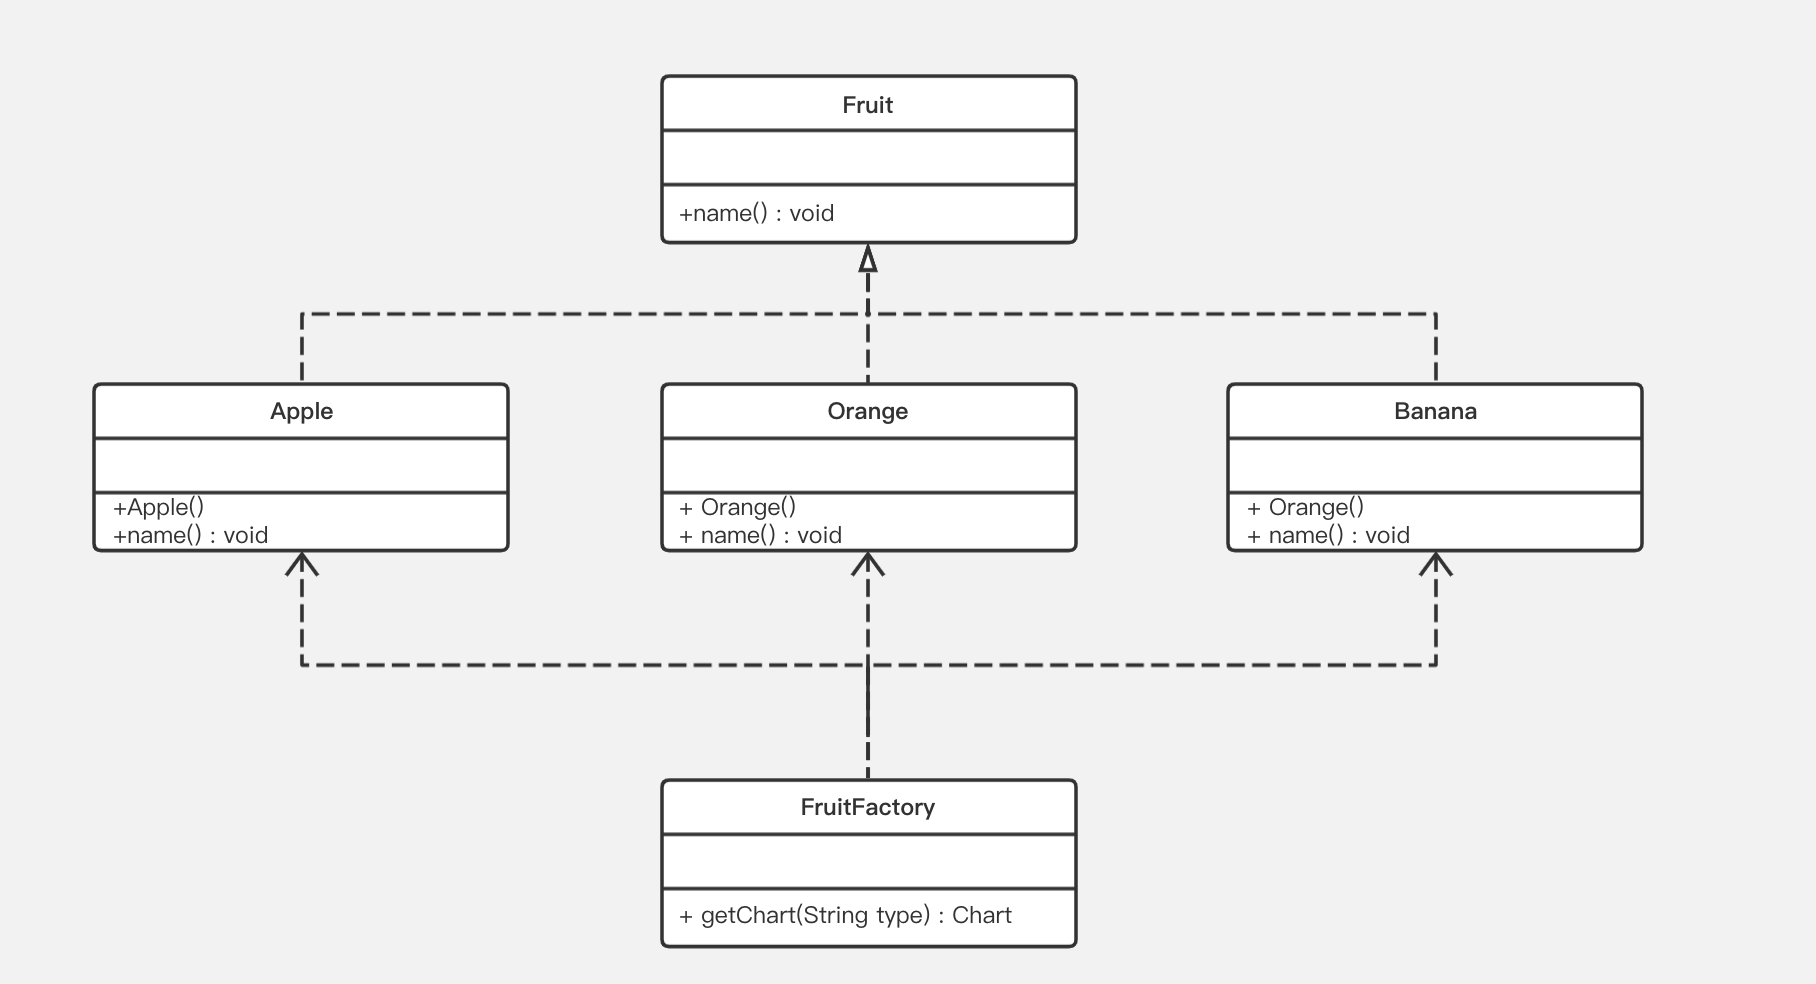 Fruit
+name() : void
Apple
+Apple()
+name() : void
Orange
+ Orange()
+ name() : void
Banana
+ Orange()
+ name() : void
FruitFactory
+ getChart(String type) : Chart